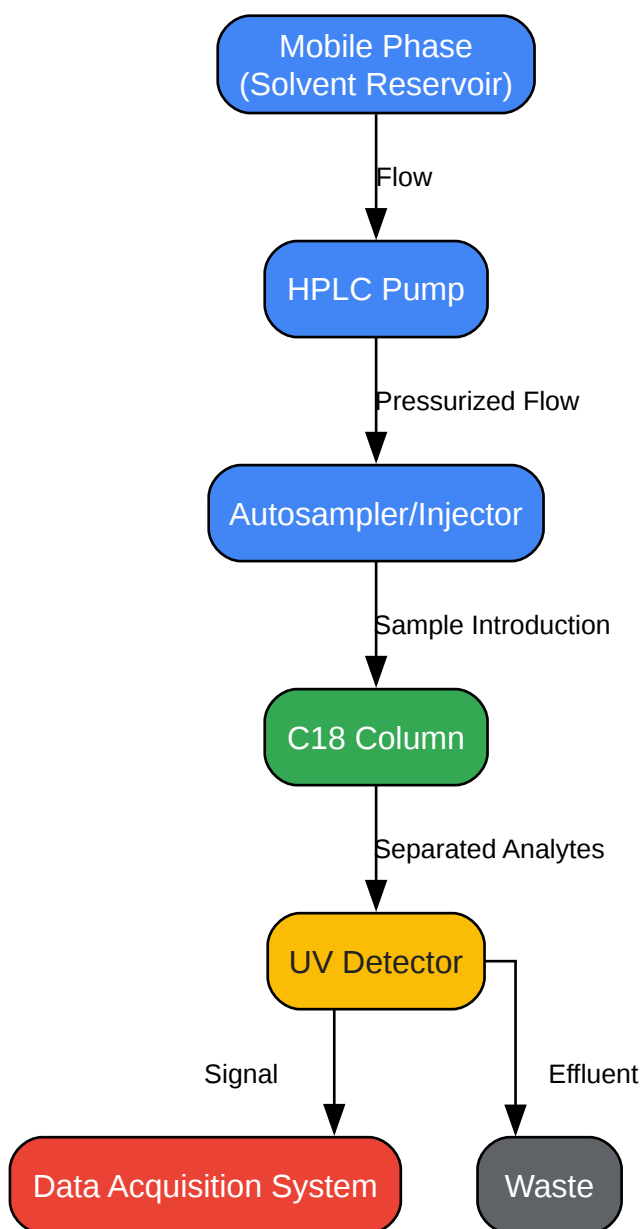 Mobile Phase
(Solvent Reservoir)
Flow
HPLC Pump
Pressurized Flow
Autosampler/Injector
Sample Introduction
C18 Column
Separated Analytes
UV Detector
Signal
Effluent
Data Acquisition System
Waste